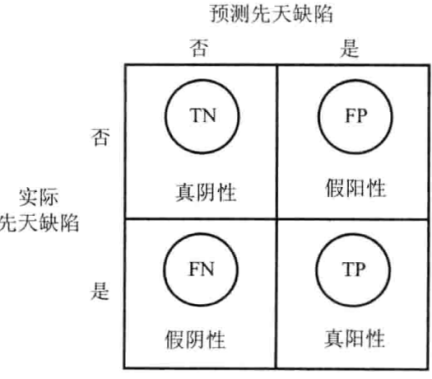 预测先天缺陷
否 是
否 TN FP
真阴性 假阳性
实际
先天缺陷
是 FN TP
假阴性 真阳性